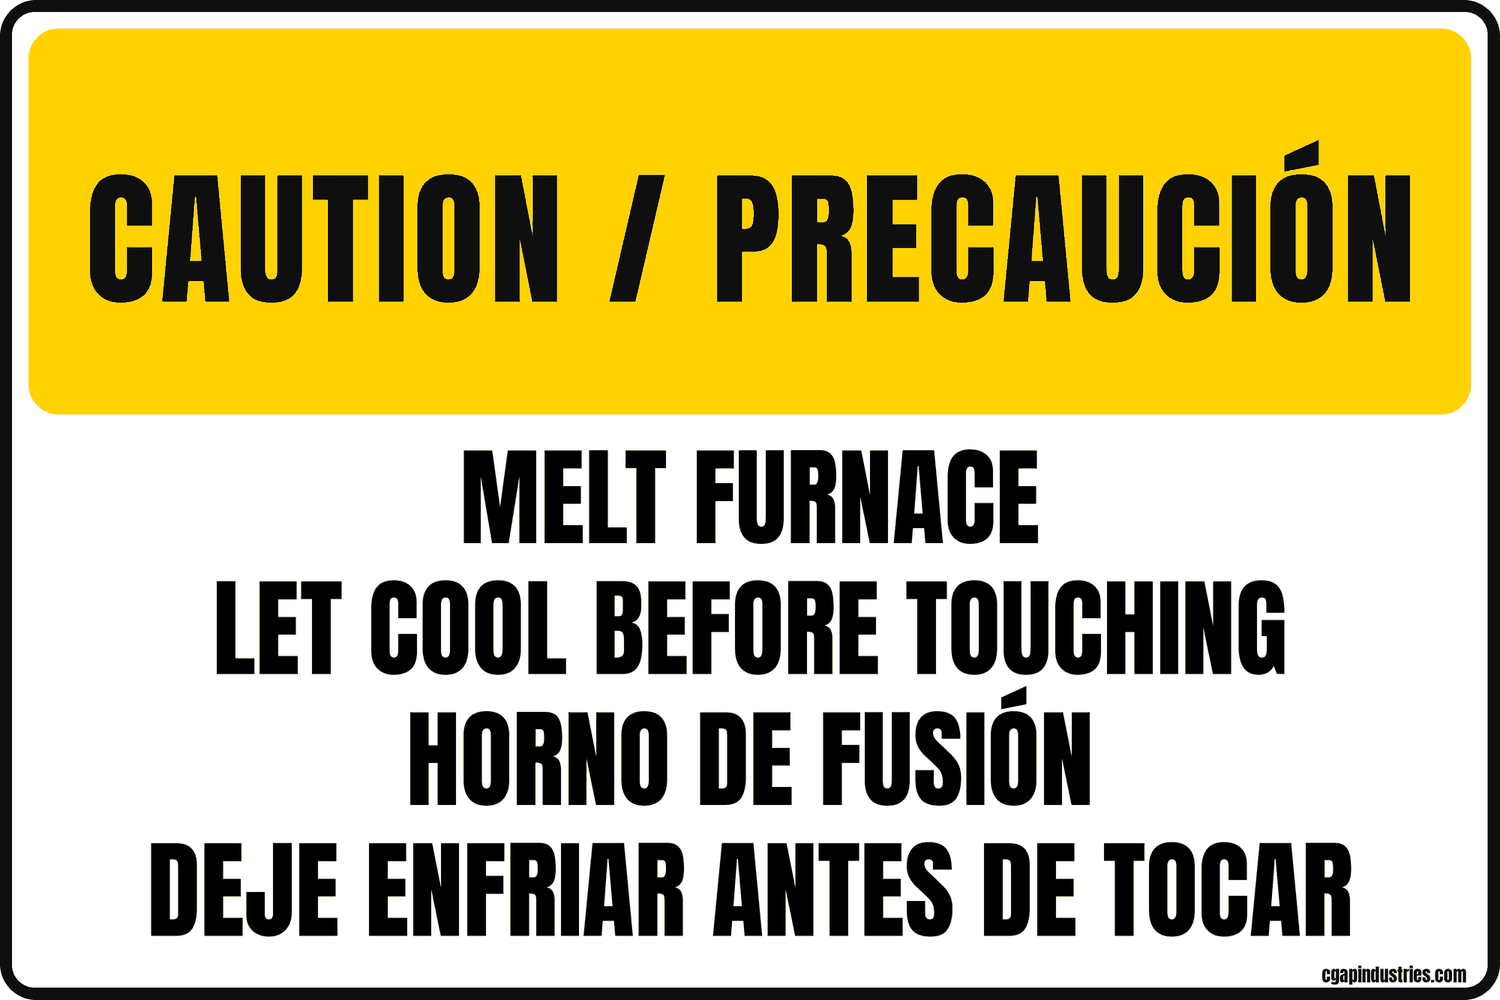 CAUTION / PRECAUCIÓN
MELT FURNACE
LET COOL BEFORE TOUCHING
HORNO DE FUSIÓN
DEJE ENFRIAR ANTES DE TOCAR
cgapindustries.com